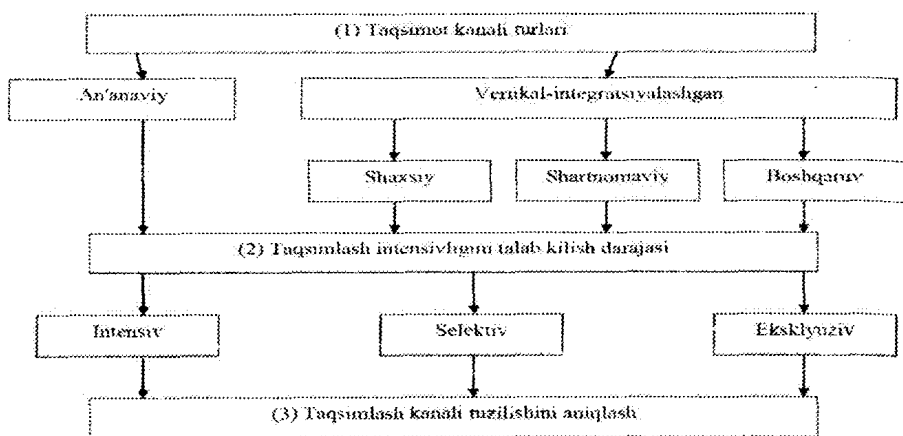 (1) Taqsimot kanali turlari
An'anaviy
Vertikal-integratsiyalashgan
Shaxsiy
Shartnomaviy
Boshqaruv
(2) Taqsimlash intensivligini talab kilish darajasi
Intensiv
Selektiv
Eksklyuziv
(3) Taqsimlash kanali tuzilishini aniqlash